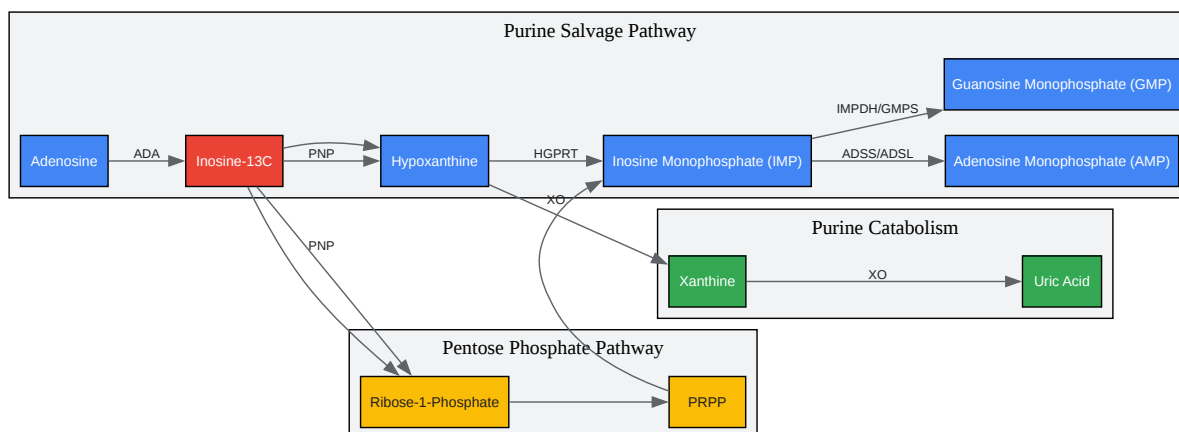 Purine Salvage Pathway
Guanosine Monophosphate (GMP)
IMPDH/GMPS
Adenosine
ADA
Inosine-13C
PNP
Hypoxanthine
HGPRT
Inosine Monophosphate (IMP)
ADSS/ADSL
Adenosine Monophosphate (AMP)
XO
Purine Catabolism
PNP
Xanthine
XO
Uric Acid
Pentose Phosphate Pathway
Ribose-1-Phosphate
PRPP